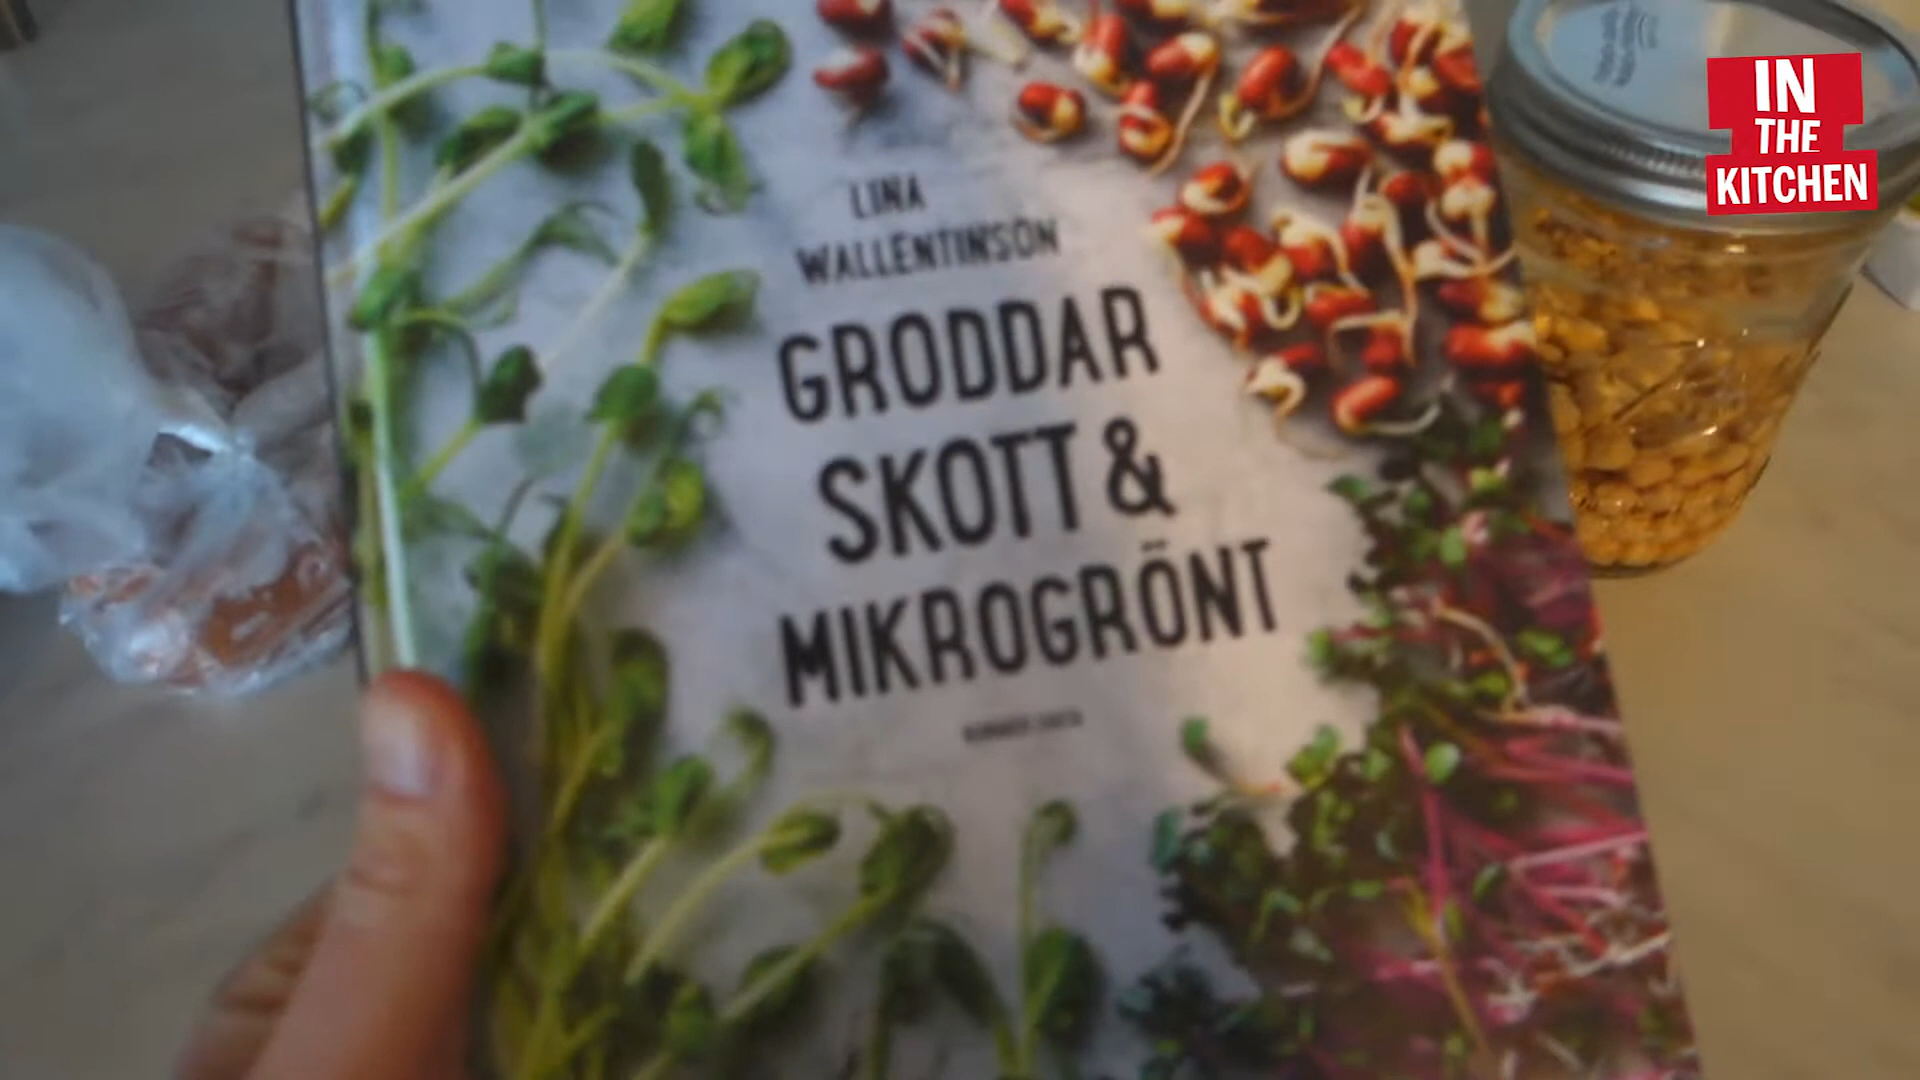 LINA
WALLENTINSON
GRODDAR
SKOTT &
MIKROGRÖNT
IN
THE
KITCHEN